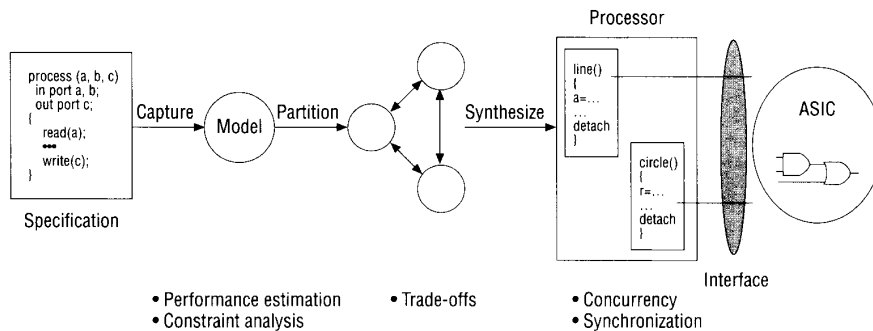 Processor
process (a, b, c)
in port a, b;
out port c;
{
read(a);
•••
write(c);
}
Specification
Capture
Model
Partition
Synthesize
line()
{
a=...
...
detach
}
circle()
{
r=...
...
detach
}
ASIC
Interface
• Performance estimation
• Constraint analysis
• Trade-offs
• Concurrency
• Synchronization